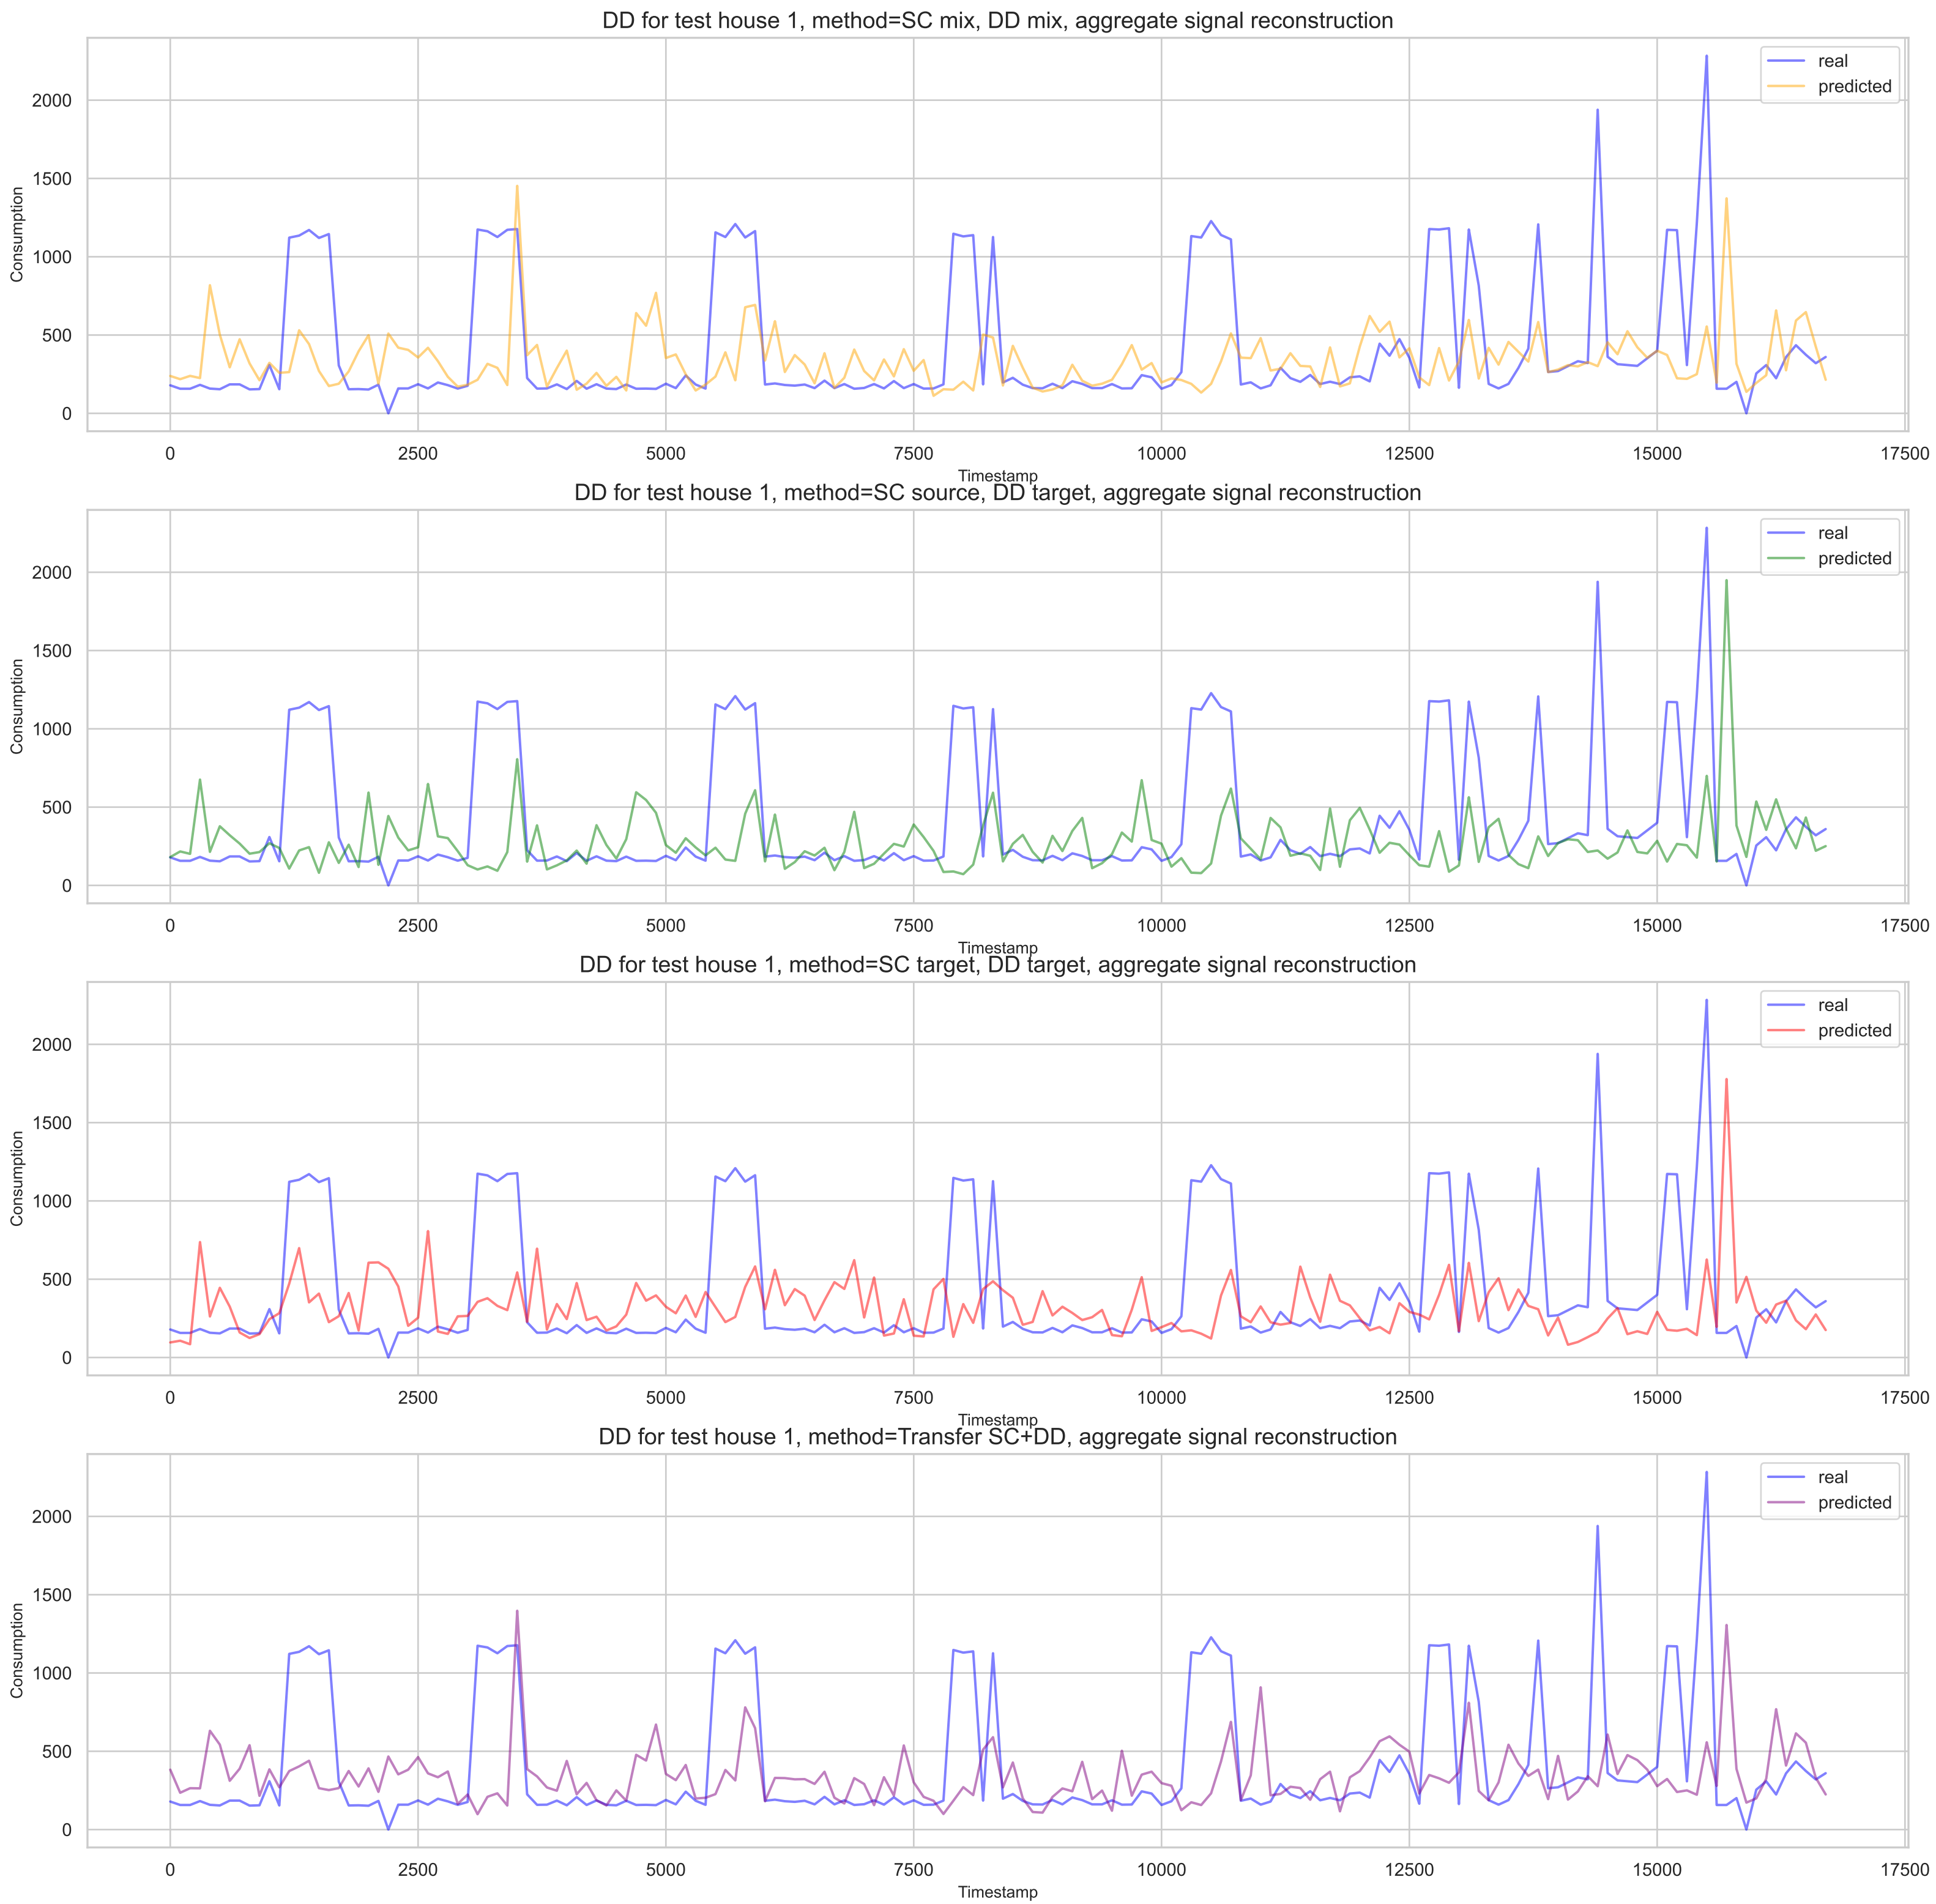 DD for test house 1, method=SC mix, DD mix, aggregate signal reconstruction
real
predicted
Consumption
2000
1500
1000
500
0
0 2500 5000 7500 10000 12500 15000 17500
Timestamp
DD for test house 1, method=SC source, DD target, aggregate signal reconstruction
real
predicted
Consumption
2000
1500
1000
500
0
0 2500 5000 7500 10000 12500 15000 17500
Timestamp
DD for test house 1, method=SC target, DD target, aggregate signal reconstruction
real
predicted
Consumption
2000
1500
1000
500
0
0 2500 5000 7500 10000 12500 15000 17500
Timestamp
DD for test house 1, method=Transfer SC+DD, aggregate signal reconstruction
real
predicted
Consumption
2000
1500
1000
500
0
0 2500 5000 7500 10000 12500 15000 17500
Timestamp